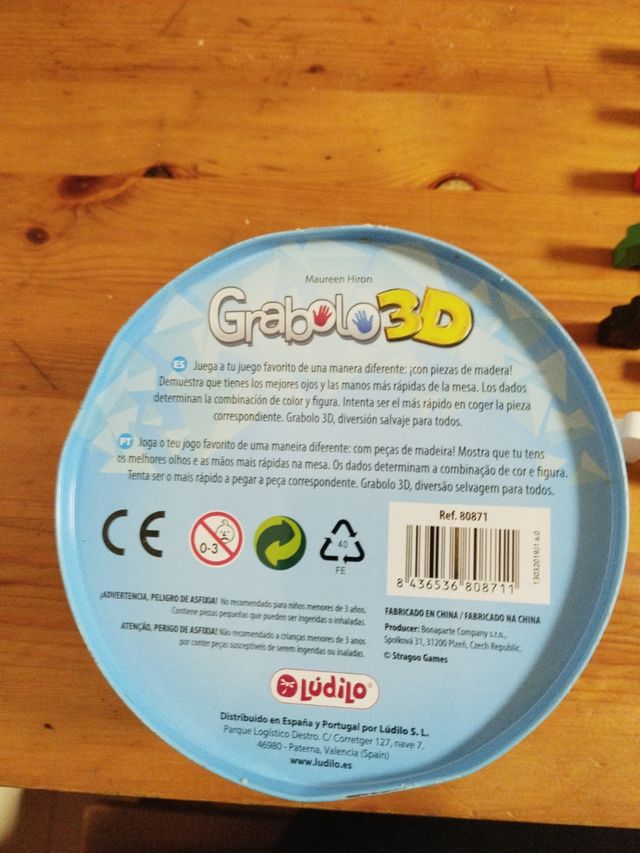 Maureen Hiron
Grabolo 3D
ES Juega a tu juego favorito de una manera diferente: ¡con piezas de madera!
Demuestra que tienes los mejores ojos y las manos más rápidas de la mesa. Los dados
determinan la combinación de color y figura. Intenta ser el más rápido en coger la pieza
correspondiente. Grabolo 3D, diversión salvaje para todos.
PT Joga o teu jogo favorito de uma maneira diferente: com peças de madeira! Mostra que tu tens
os melhores olhos e as mãos mais rápidas na mesa. Os dados determinam a combinação de cor e figura.
Tenta ser o mais rápido a pegar a peça correspondente. Grabolo 3D, diversão selvagem para todos.
CE
0-3
40
FE
Ref. 80871
8 436536 808711
13032019/1 a.0
¡ADVERTENCIA, PELIGRO DE ASFIXIA! No recomendado para niños menores de 3 años.
Contiene piezas pequeñas que pueden ser ingeridas o inhaladas.
ATENÇÃO, PERIGO DE ASFIXIA! Não recomendado a crianças menores de 3 anos
por conter peças susceptíveis de serem ingeridas ou inaladas.
FABRICADO EN CHINA / FABRICADO NA CHINA
Producer: Bonaparte Company s.r.o.,
Spolková 31, 31200 Plzeň, Czech Republic.
© Stragoo Games
LúdiLo®
Distribuido en España y Portugal por Lúdilo S. L.
Parque Logístico Destro. C/ Corretger 127, nave 7.
46980 - Paterna, Valencia (Spain)
www.ludilo.es